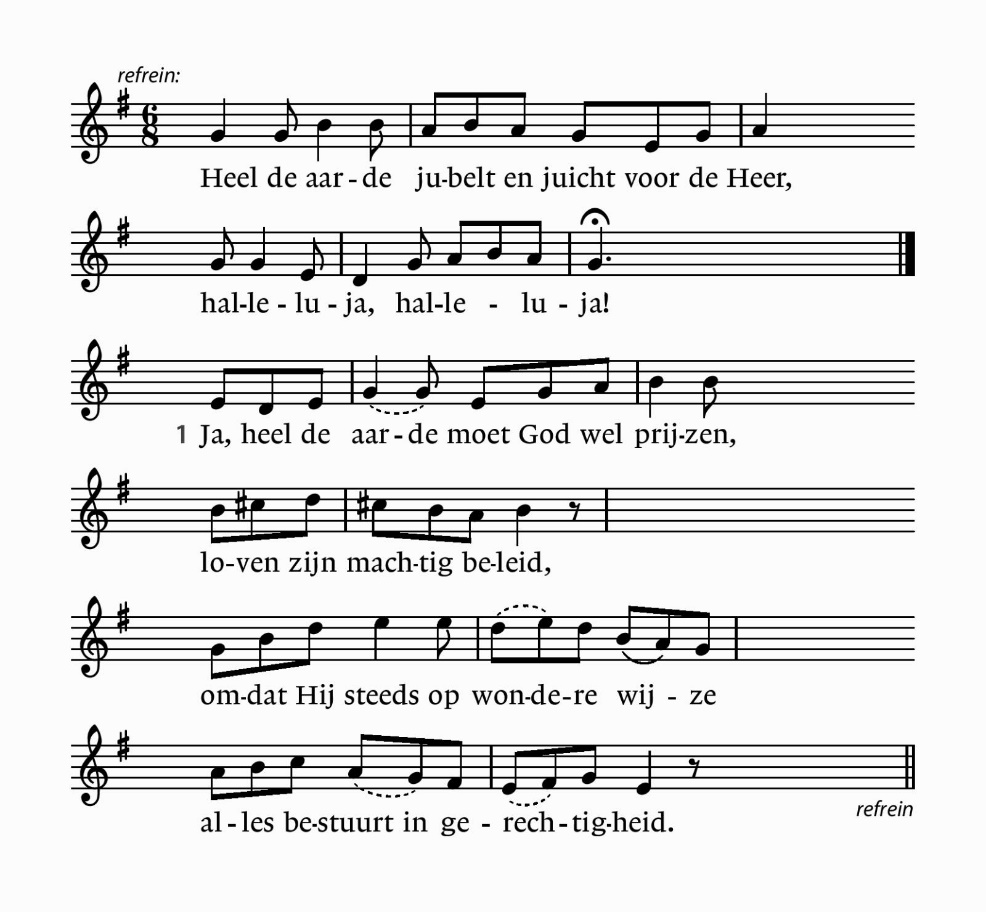 refrein:
6
8
Heel de aar-de ju-belt en juicht voor de Heer,
hal-le-lu-ja, hal-le-lu-ja!
1 Ja, heel de aar-de moet God wel prij-zen,
lo-ven zijn mach-tig be-leid,
om-dat Hij steeds op won-de-re wij-ze
al-les be-stuurt in ge-rech-tig-heid.
refrein